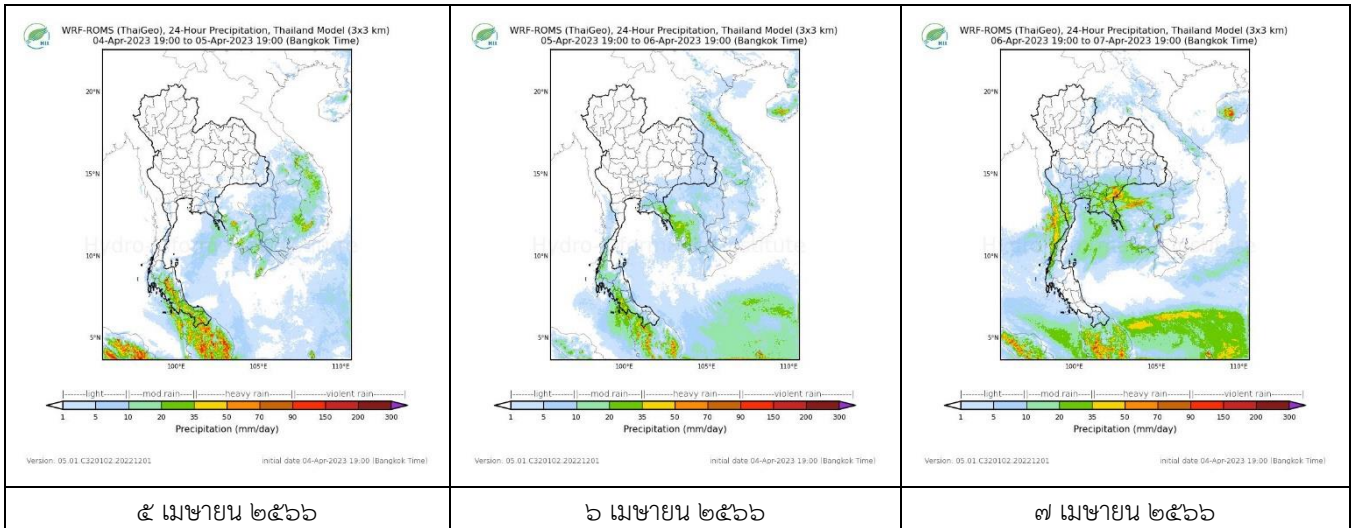 WRF-ROMS (ThaiGeo), 24-Hour Precipitation, Thailand Model (3x3 km)
04-Apr-2023 19:00 to 05-Apr-2023 19:00 (Bangkok Time)
20°N
15°N
10°N
5°N
100°E 105°E 110°E
|-------light-------||---mod rain---||-------heavy rain-------||-------violent rain-------|
1 5 10 20 35 50 70 90 150 200 300
Precipitation (mm/day)
Version: 05.01.C320102.20221201 initial date 04-Apr-2023 19:00 (Bangkok Time)
๕ เมษายน ๒๕๖๖
WRF-ROMS (ThaiGeo), 24-Hour Precipitation, Thailand Model (3x3 km)
05-Apr-2023 19:00 to 06-Apr-2023 19:00 (Bangkok Time)
20°N
15°N
10°N
5°N
100°E 105°E 110°E
|-------light-------||---mod rain---||-------heavy rain-------||-------violent rain-------|
1 5 10 20 35 50 70 90 150 200 300
Precipitation (mm/day)
Version: 05.01.C320102.20221201 initial date 04-Apr-2023 19:00 (Bangkok Time)
๖ เมษายน ๒๕๖๖
WRF-ROMS (ThaiGeo), 24-Hour Precipitation, Thailand Model (3x3 km)
06-Apr-2023 19:00 to 07-Apr-2023 19:00 (Bangkok Time)
20°N
15°N
10°N
5°N
100°E 105°E 110°E
|-------light-------||---mod rain---||-------heavy rain-------||-------violent rain-------|
1 5 10 20 35 50 70 90 150 200 300
Precipitation (mm/day)
Version: 05.01.C320102.20221201 initial date 04-Apr-2023 19:00 (Bangkok Time)
๗ เมษายน ๒๕๖๖